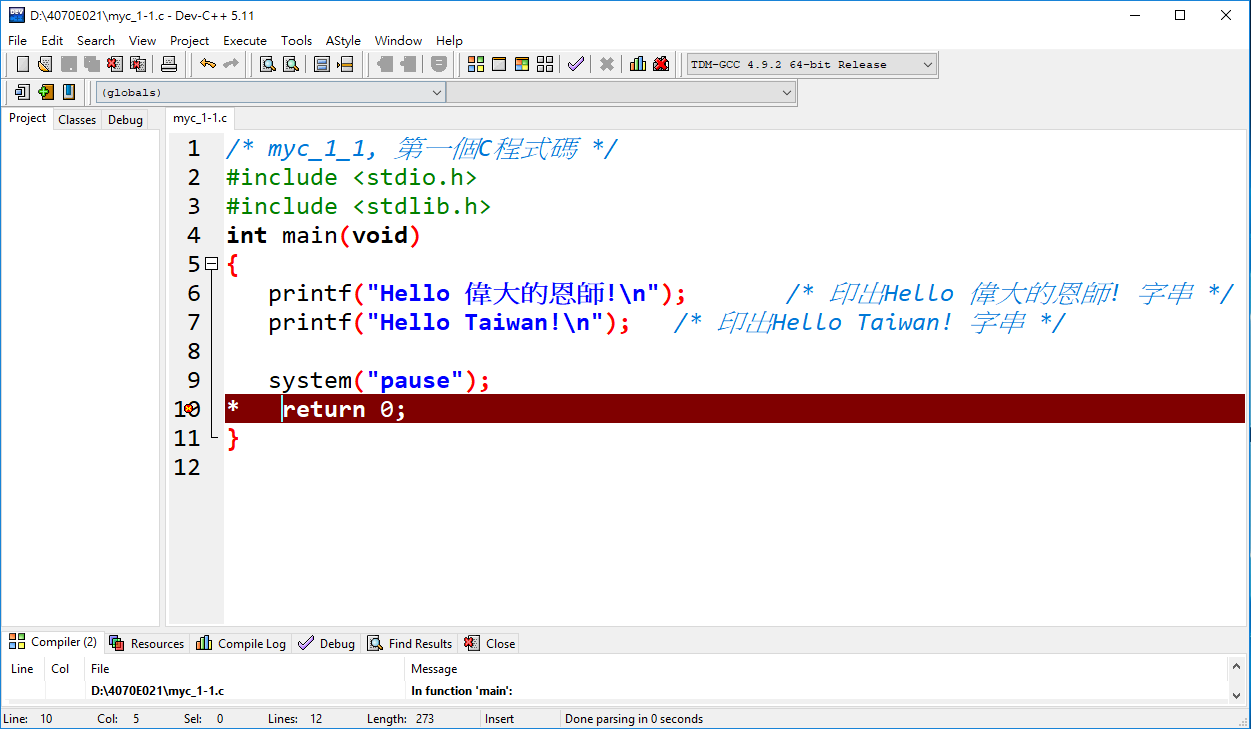 D:\4070E021\myc_1-1.c - Dev-C++ 5.11
File Edit Search View Project Execute Tools AStyle Window Help
TDM-GCC 4.9.2 64-bit Release
(globals)
Project Classes Debug myc_1-1.c
1 /* myc_1_1, 第一個C程式碼 */
2 #include <stdio.h>
3 #include <stdlib.h>
4 int main(void)
5 {
6 printf("Hello 偉大的恩師!\n"); /* 印出Hello 偉大的恩師! 字串 */
7 printf("Hello Taiwan!\n"); /* 印出Hello Taiwan! 字串 */
8
9 system("pause");
10 * return 0;
11 }
12
Compiler (2) Resources Compile Log Debug Find Results Close
Line Col File Message
D:\4070E021\myc_1-1.c In function 'main':
Line: 10 Col: 5 Sel: 0 Lines: 12 Length: 273 Insert Done parsing in 0 seconds